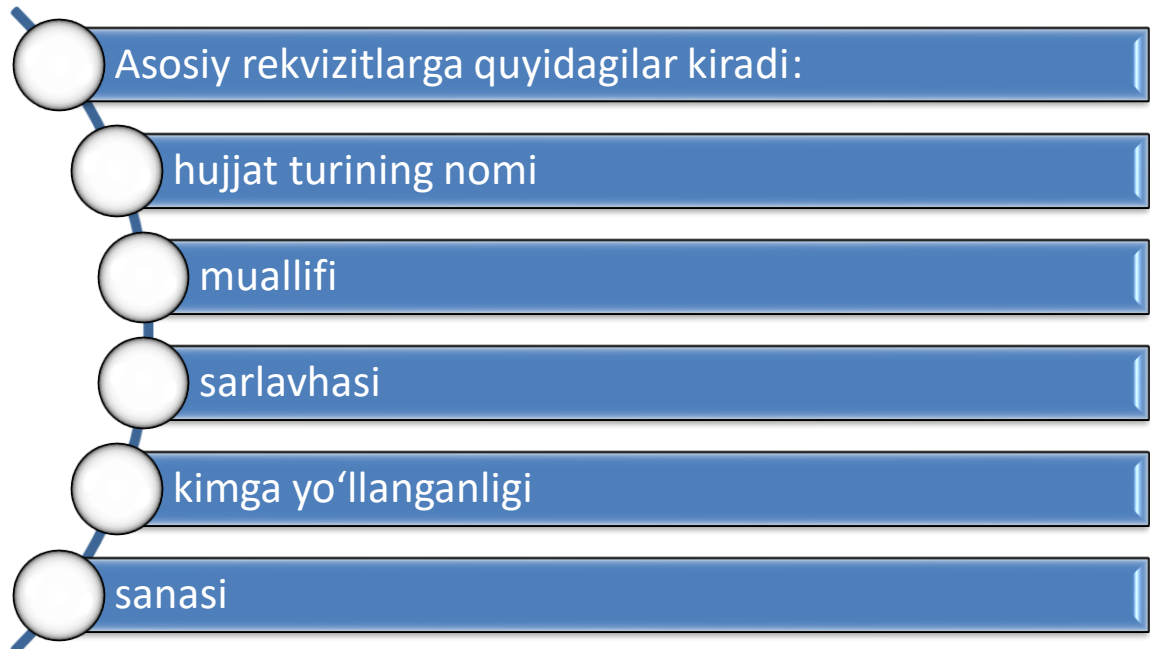 Asosiy rekvizitlarga quyidagilar kiradi:
hujjat turining nomi
muallifi
sarlavhasi
kimga yo‘llanganligi
sanasi